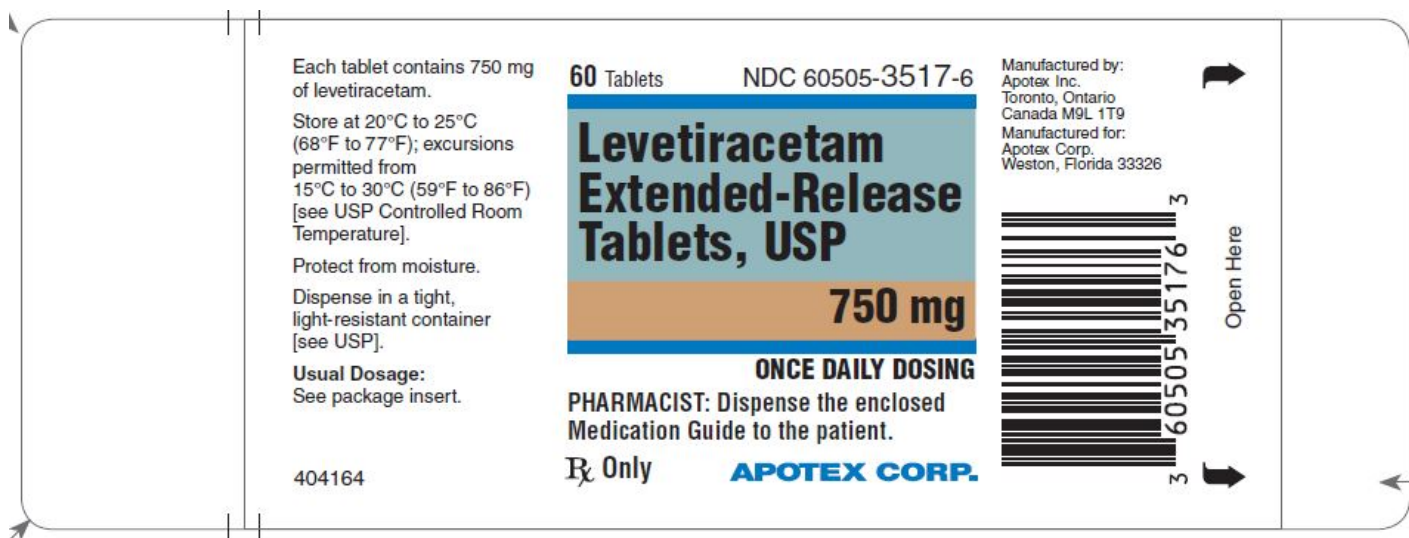 Each tablet contains 750 mg
of levetiracetam.
Store at 20°C to 25°C
(68°F to 77°F); excursions
permitted from
15°C to 30°C (59°F to 86°F)
[see USP Controlled Room
Temperature].
Protect from moisture.
Dispense in a tight,
light-resistant container
[see USP].
Usual Dosage:
See package insert.
404164
60 Tablets NDC 60505-3517-6
Levetiracetam
Extended-Release
Tablets, USP
750 mg
ONCE DAILY DOSING
PHARMACIST: Dispense the enclosed
Medication Guide to the patient.
Rx Only APOTEX CORP.
Manufactured by:
Apotex Inc.
Toronto, Ontario
Canada M9L 1T9
Manufactured for:
Apotex Corp.
Weston, Florida 33326
3 60505 35176 3
Open Here